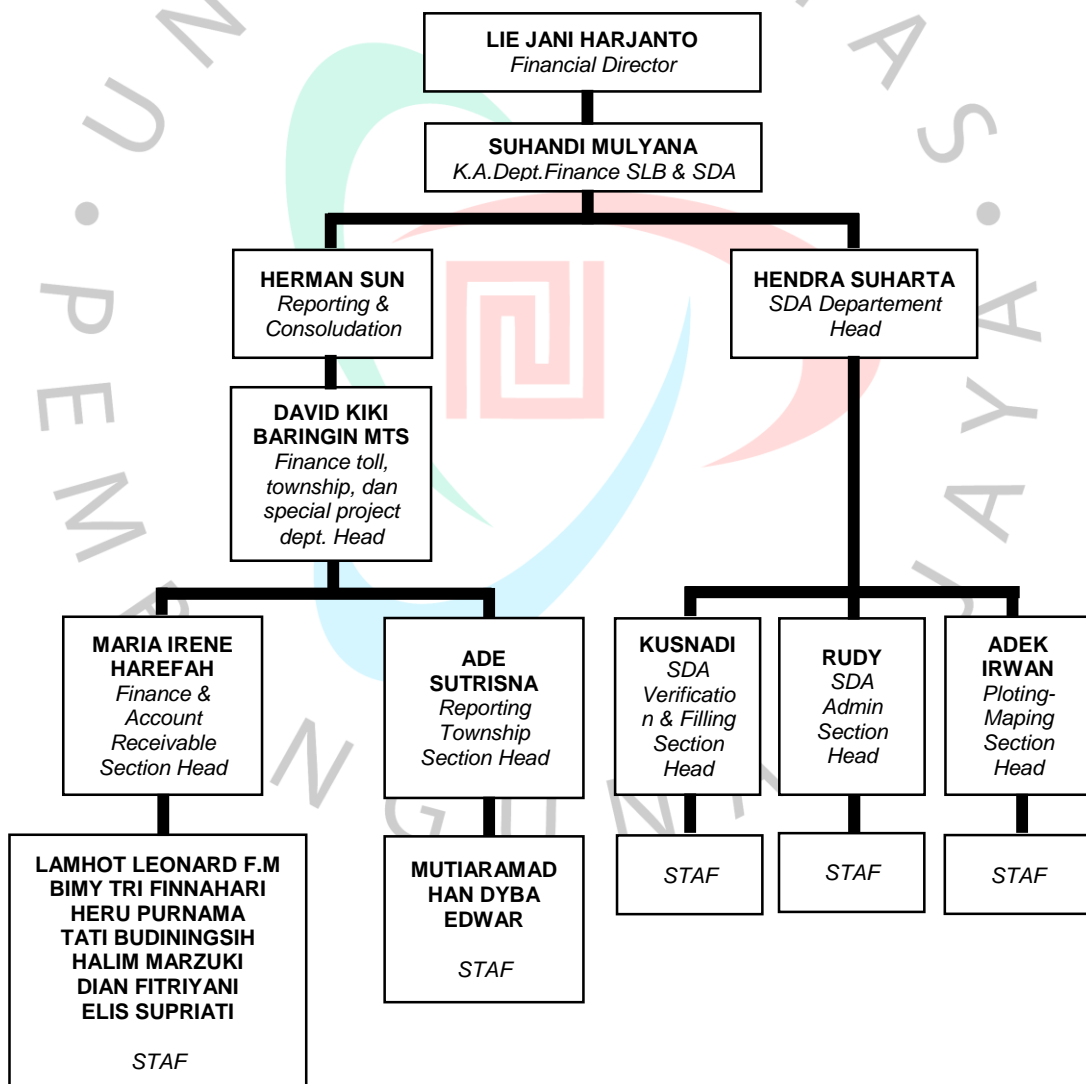 LIE JANI HARJANTO
Financial Director
SUHANDI MULYANA
K.A.Dept.Finance SLB & SDA
HERMAN SUN
Reporting &
Consoludation
HENDRA SUHARTA
SDA Departement
Head
DAVID KIKI
BARINGIN MTS
Finance toll,
township, dan
special project
dept. Head
MARIA IRENE
HAREFAH
Finance &
Account
Receivable
Section Head
ADE
SUTRISNA
Reporting
Township
Section Head
KUSNADI
SDA
Verificatio
n & Filling
Section
Head
RUDY
SDA
Admin
Section
Head
ADEK
IRWAN
Ploting-
Maping
Section
Head
LAMHOT LEONARD F.M
BIMY TRI FINNAHARI
HERU PURNAMA
TATI BUDININGSIH
HALIM MARZUKI
DIAN FITRIYANI
ELIS SUPRIATI
STAF
MUTIARAMAD
HAN DYBA
EDWAR
STAF
STAF
STAF
STAF